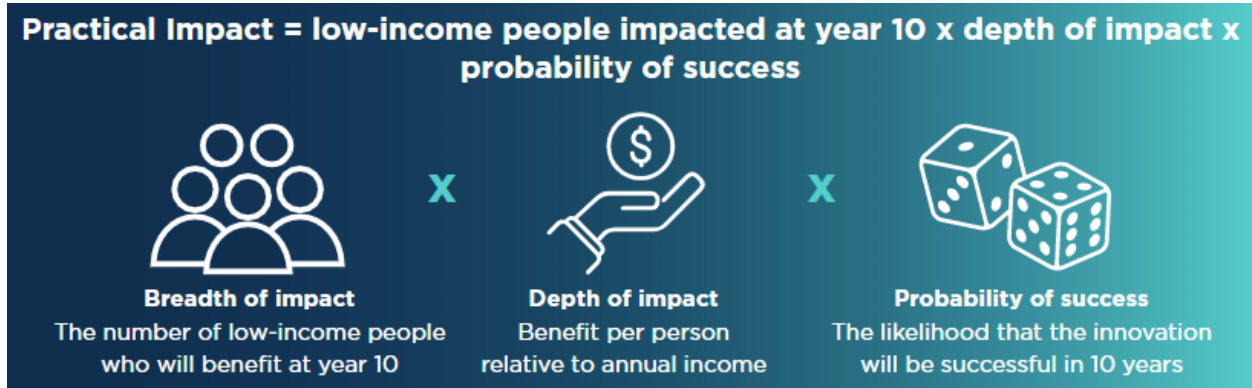 Practical Impact = low-income people impacted at year 10 x depth of impact x
probability of success
$
x
x
Breadth of impact
The number of low-income people
who will benefit at year 10
Depth of impact
Benefit per person
relative to annual income
Probability of success
The likelihood that the innovation
will be successful in 10 years